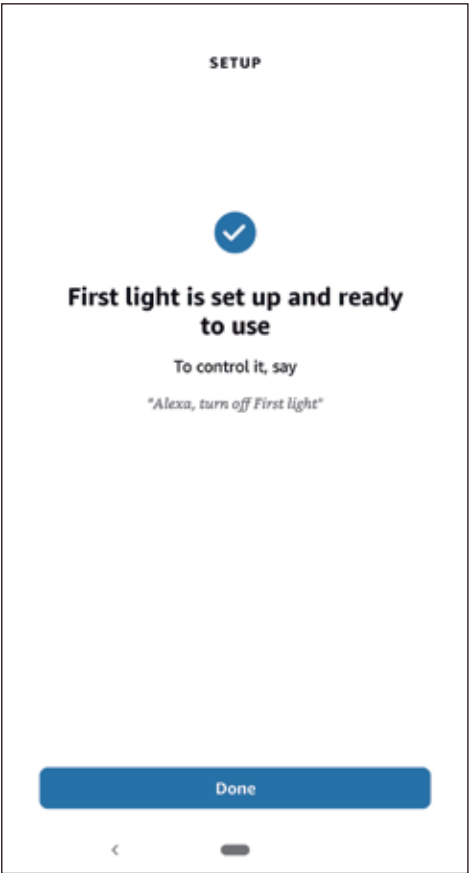 SETUP
First light is set up and ready
to use
To control it, say
"Alexa, turn off First light"
Done